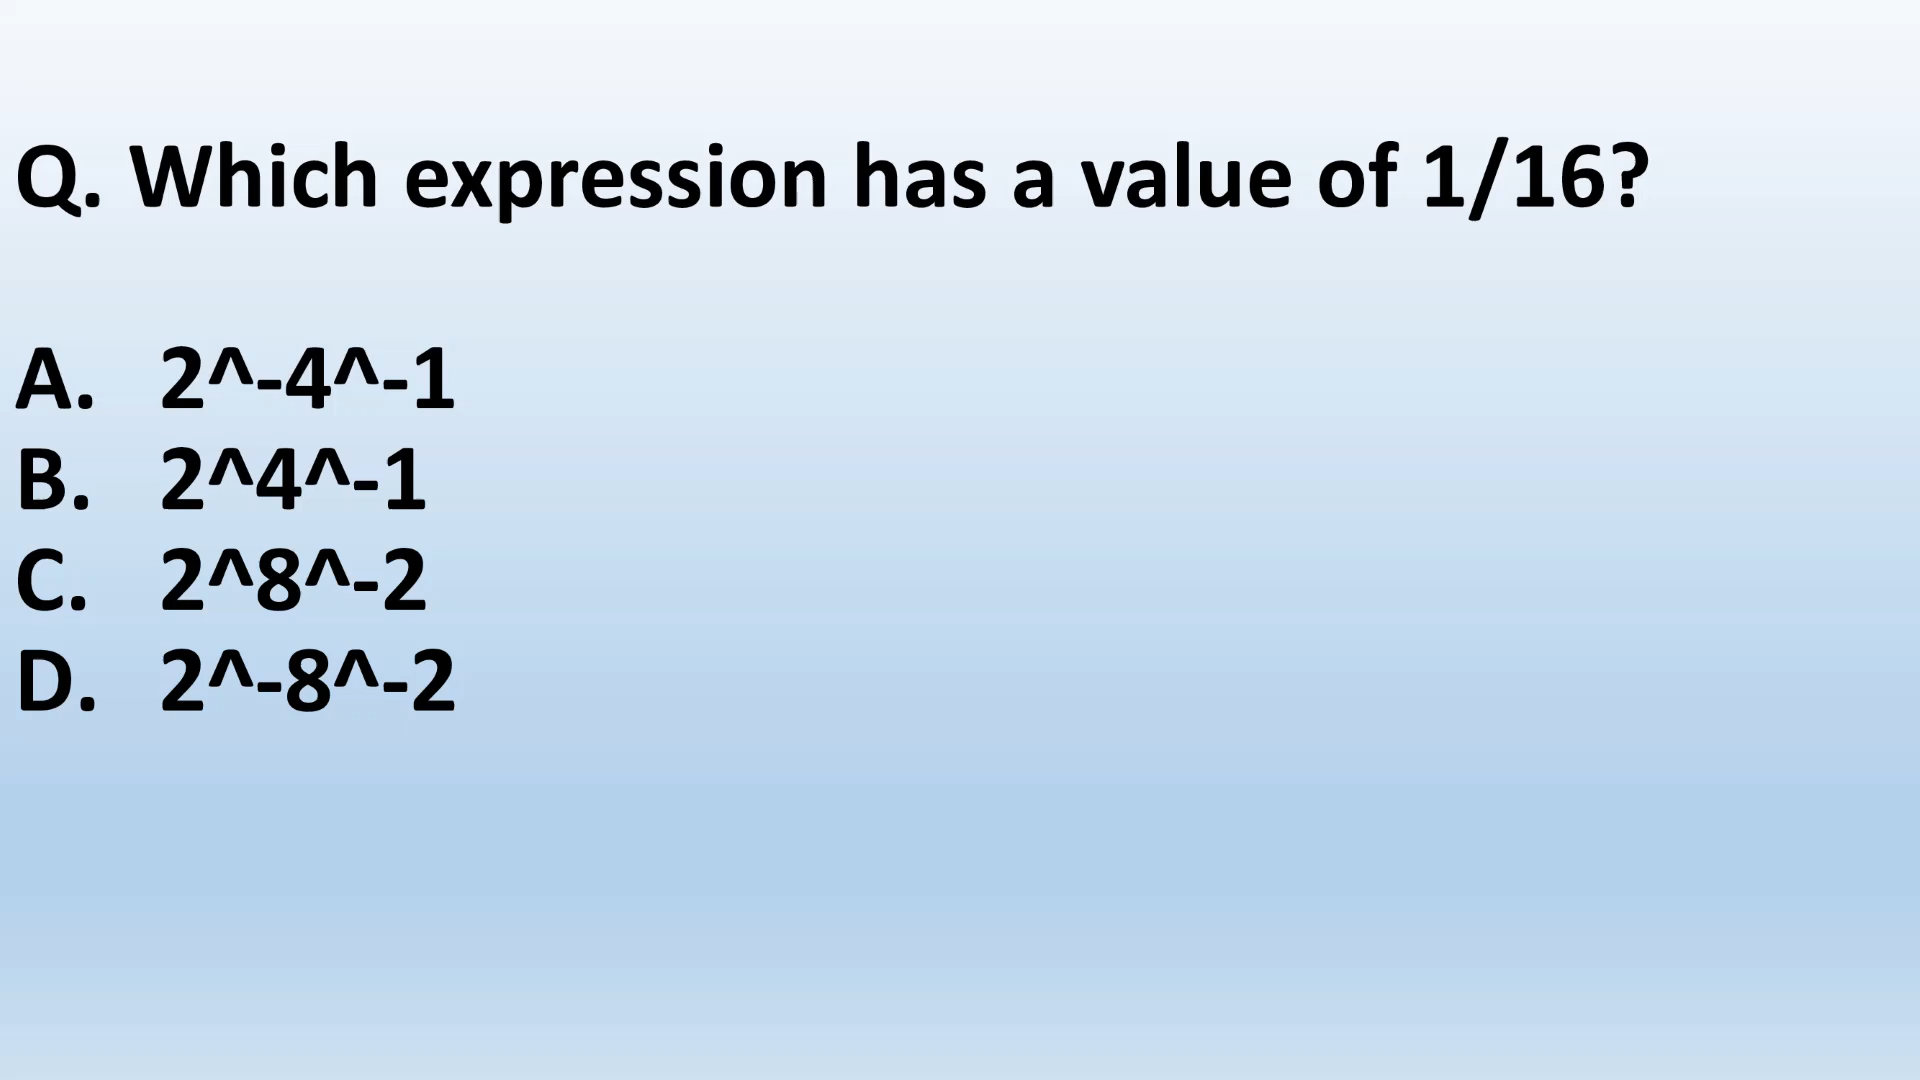 Q. Which expression has a value of 1/16?
A. 2^-4^-1
B. 2^4^-1
C. 2^8^-2
D. 2^-8^-2